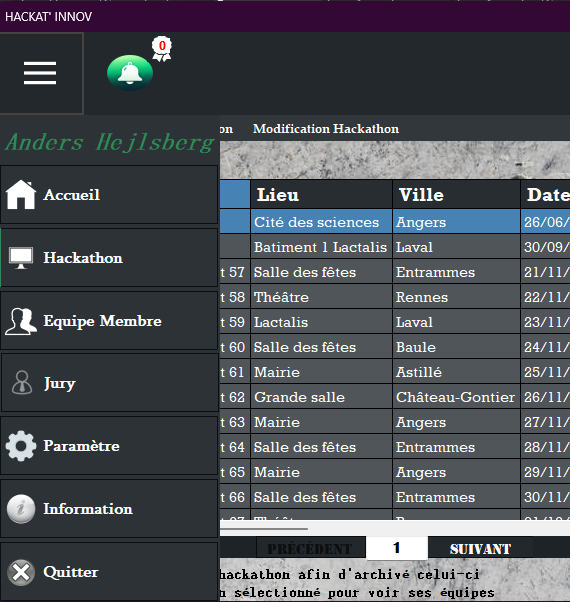 HACKAT' INNOV
0
on Modification Hackathon
Anders Hejlsberg
Accueil
Hackathon
Equipe Membre
Jury
Paramètre
Information
Quitter
Lieu Ville Date
Cité des sciences Angers 26/06/
Batiment 1 Lactalis Laval 30/09/
t 57 Salle des fêtes Entrammes 21/11/
t 58 Théâtre Rennes 22/11/
t 59 Lactalis Laval 23/11/
t 60 Salle des fêtes Baule 24/11/
t 61 Mairie Astillé 25/11/
t 62 Grande salle Château-Gontier 26/11/
t 63 Mairie Angers 27/11/
t 64 Salle des fêtes Entrammes 28/11/
t 65 Mairie Angers 29/11/
t 66 Salle des fêtes Entrammes 30/11/
PRÉCÉDENT 1 SUIVANT
hackathon afin d'archivé celui-ci
n sélectionné pour voir ses équipes